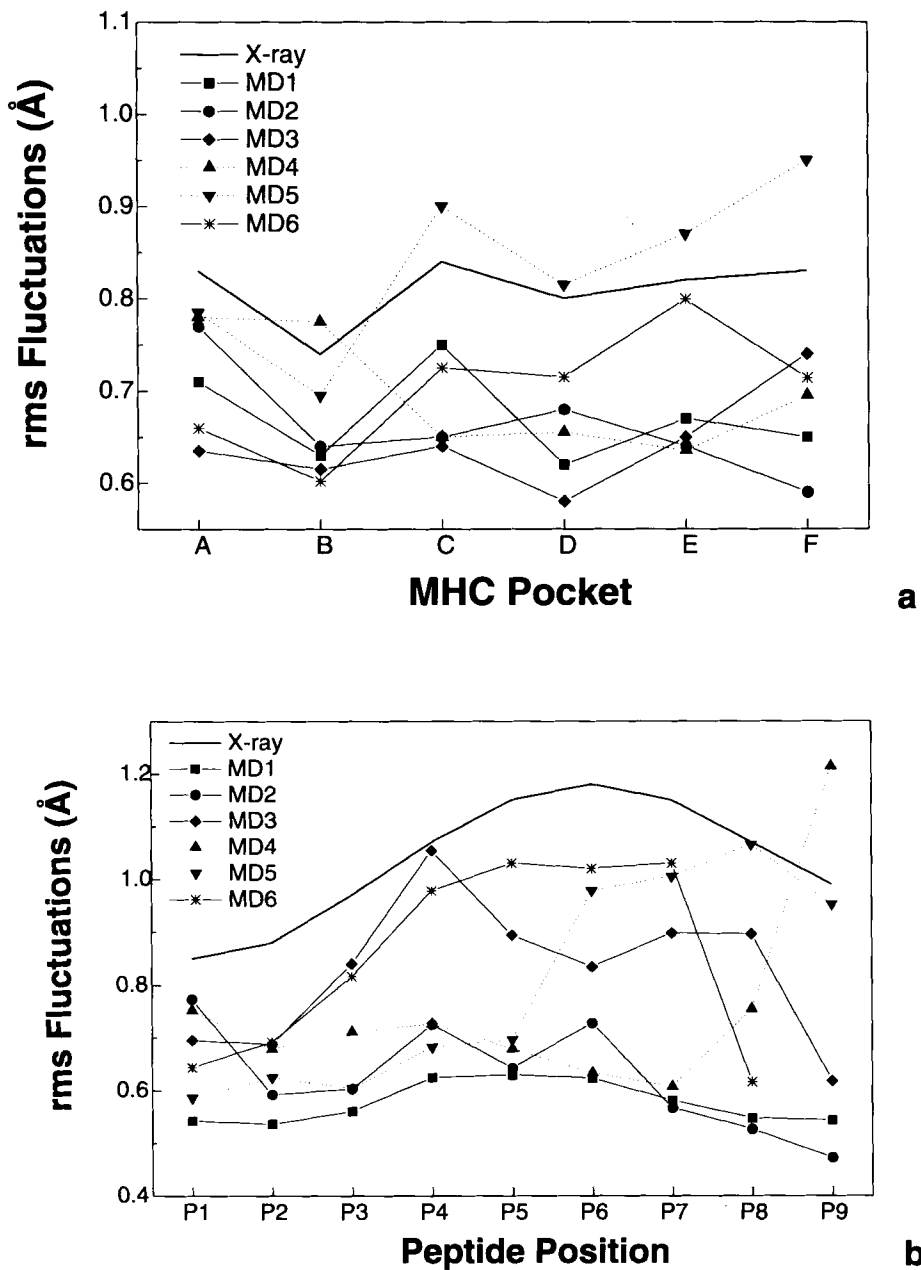 1.1
1.0
0.9
0.8
0.7
0.6
rms Fluctuations (Å)
X-ray
MD1
MD2
MD3
MD4
MD5
MD6
A B C D E F
MHC Pocket
a
1.2
1.0
0.8
0.6
0.4
rms Fluctuations (Å)
X-ray
MD1
MD2
MD3
MD4
MD5
MD6
P1 P2 P3 P4 P5 P6 P7 P8 P9
Peptide Position
b